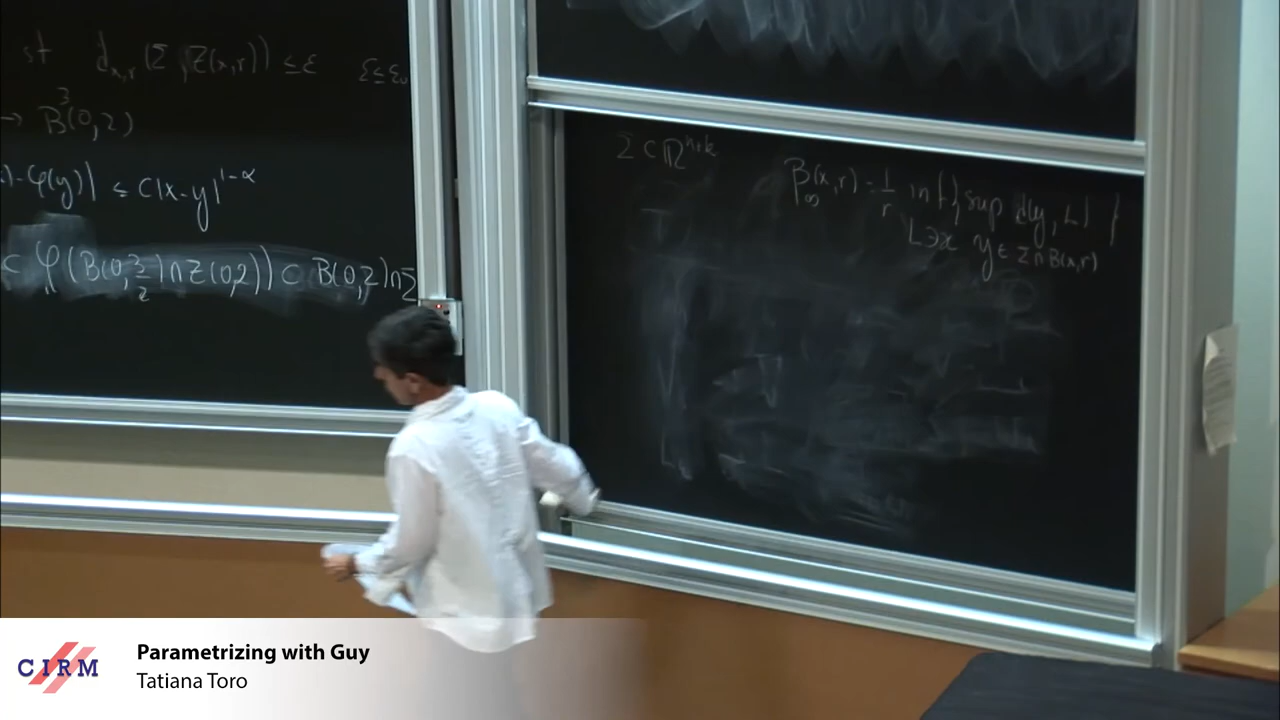 st d_{x,r}(Σ, Z(x,r)) ≤ ε ε ≤ ε₀
→ B³(0,2)
)-φ(y)| ≤ C|x-y|^{1-α}
⊂ φ(B(0,3/2)∩Z(0,2)) ⊂ B(0,2)∩Σ
Σ ⊂ ℝ^{n+k}
β_∞(x,r) = 1/r inf { sup d(y,L) }
L∋x y∈Σ∩B(x,r)
CIRM
Parametrizing with Guy
Tatiana Toro